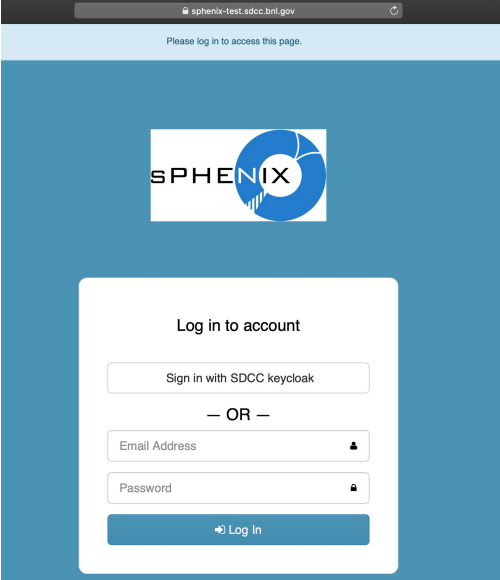 sphenix-test.sdcc.bnl.gov
Please log in to access this page.
sPHENIX
Log in to account
Sign in with SDCC keycloak
— OR —
Email Address
Password
Log In